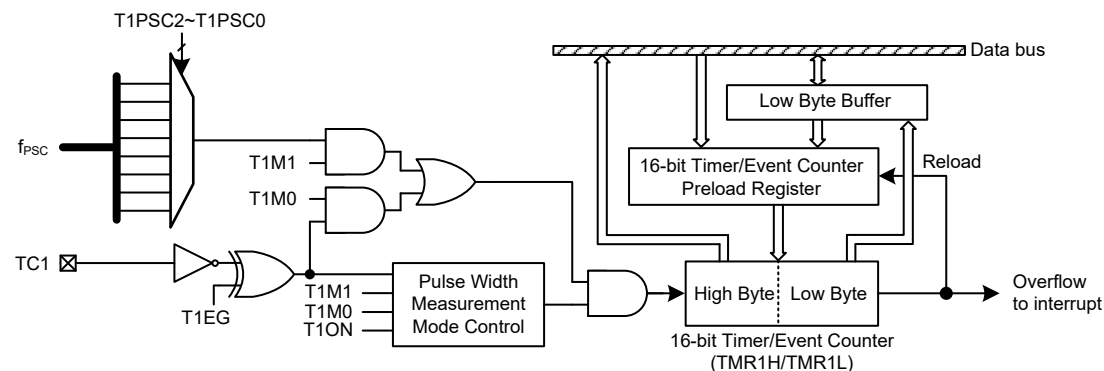 T1PSC2~T1PSC0
Data bus
Low Byte Buffer
fPSC
T1M1
16-bit Timer/Event Counter
Preload Register
Reload
T1M0
TC1
T1EG
T1M1
T1M0
T1ON
Pulse Width
Measurement
Mode Control
High Byte
Low Byte
Overflow
to interrupt
16-bit Timer/Event Counter
(TMR1H/TMR1L)